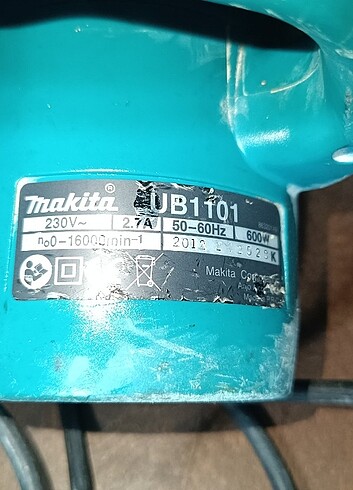 makita® UB1101
230V~ 2.7A 50-60Hz 600W
n₀0-16000min-1 2012
Makita